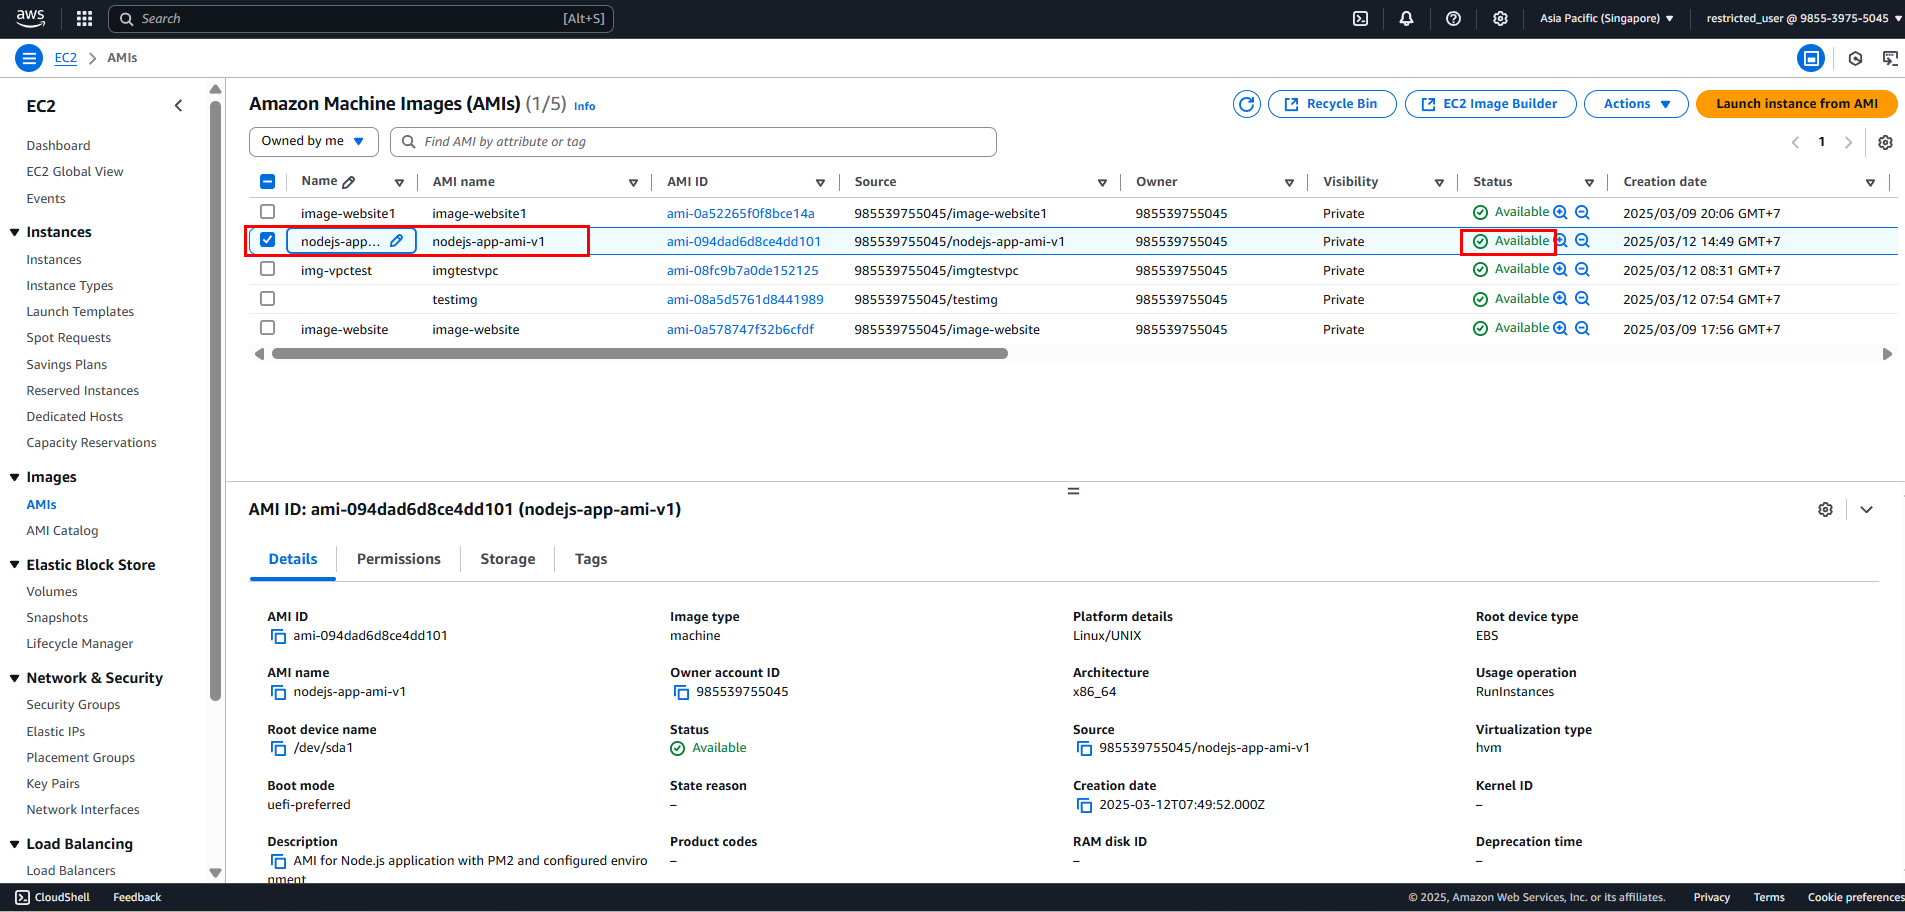 aws Search [Alt+S] Asia Pacific (Singapore) restricted_user @ 9855-3975-5045
EC2 AMIs
EC2
Dashboard
EC2 Global View
Events
Instances
Instances
Instance Types
Launch Templates
Spot Requests
Savings Plans
Reserved Instances
Dedicated Hosts
Capacity Reservations
Images
AMIs
AMI Catalog
Elastic Block Store
Volumes
Snapshots
Lifecycle Manager
Network & Security
Security Groups
Elastic IPs
Placement Groups
Key Pairs
Network Interfaces
Load Balancing
Load Balancers
Amazon Machine Images (AMIs) (1/5) Info Recycle Bin EC2 Image Builder Actions Launch instance from AMI
Owned by me Find AMI by attribute or tag 1
Name AMI name AMI ID Source Owner Visibility Status Creation date
image-website1 image-website1 ami-0a52265f0f8bce14a 985539755045/image-website1 985539755045 Private Available 2025/03/09 20:06 GMT+7
nodejs-app... nodejs-app-ami-v1 ami-094dad6d8ce4dd101 985539755045/nodejs-app-ami-v1 985539755045 Private Available 2025/03/12 14:49 GMT+7
img-vpctest imgtestvpc ami-08fc9b7a0de152125 985539755045/imgtestvpc 985539755045 Private Available 2025/03/12 08:31 GMT+7
testimg ami-08a5d5761d8441989 985539755045/testimg 985539755045 Private Available 2025/03/12 07:54 GMT+7
image-website image-website ami-0a578747f32b6cfdf 985539755045/image-website 985539755045 Private Available 2025/03/09 17:56 GMT+7
AMI ID: ami-094dad6d8ce4dd101 (nodejs-app-ami-v1)
Details Permissions Storage Tags
AMI ID Image type Platform details Root device type
ami-094dad6d8ce4dd101 machine Linux/UNIX EBS
AMI name Owner account ID Architecture Usage operation
nodejs-app-ami-v1 985539755045 x86_64 RunInstances
Root device name Status Source Virtualization type
/dev/sda1 Available 985539755045/nodejs-app-ami-v1 hvm
Boot mode State reason Creation date Kernel ID
uefi-preferred – 2025-03-12T07:49:52.000Z –
Description Product codes RAM disk ID Deprecation time
AMI for Node.js application with PM2 and configured enviro – – –
nment
CloudShell Feedback © 2025, Amazon Web Services, Inc. or its affiliates. Privacy Terms Cookie preferences